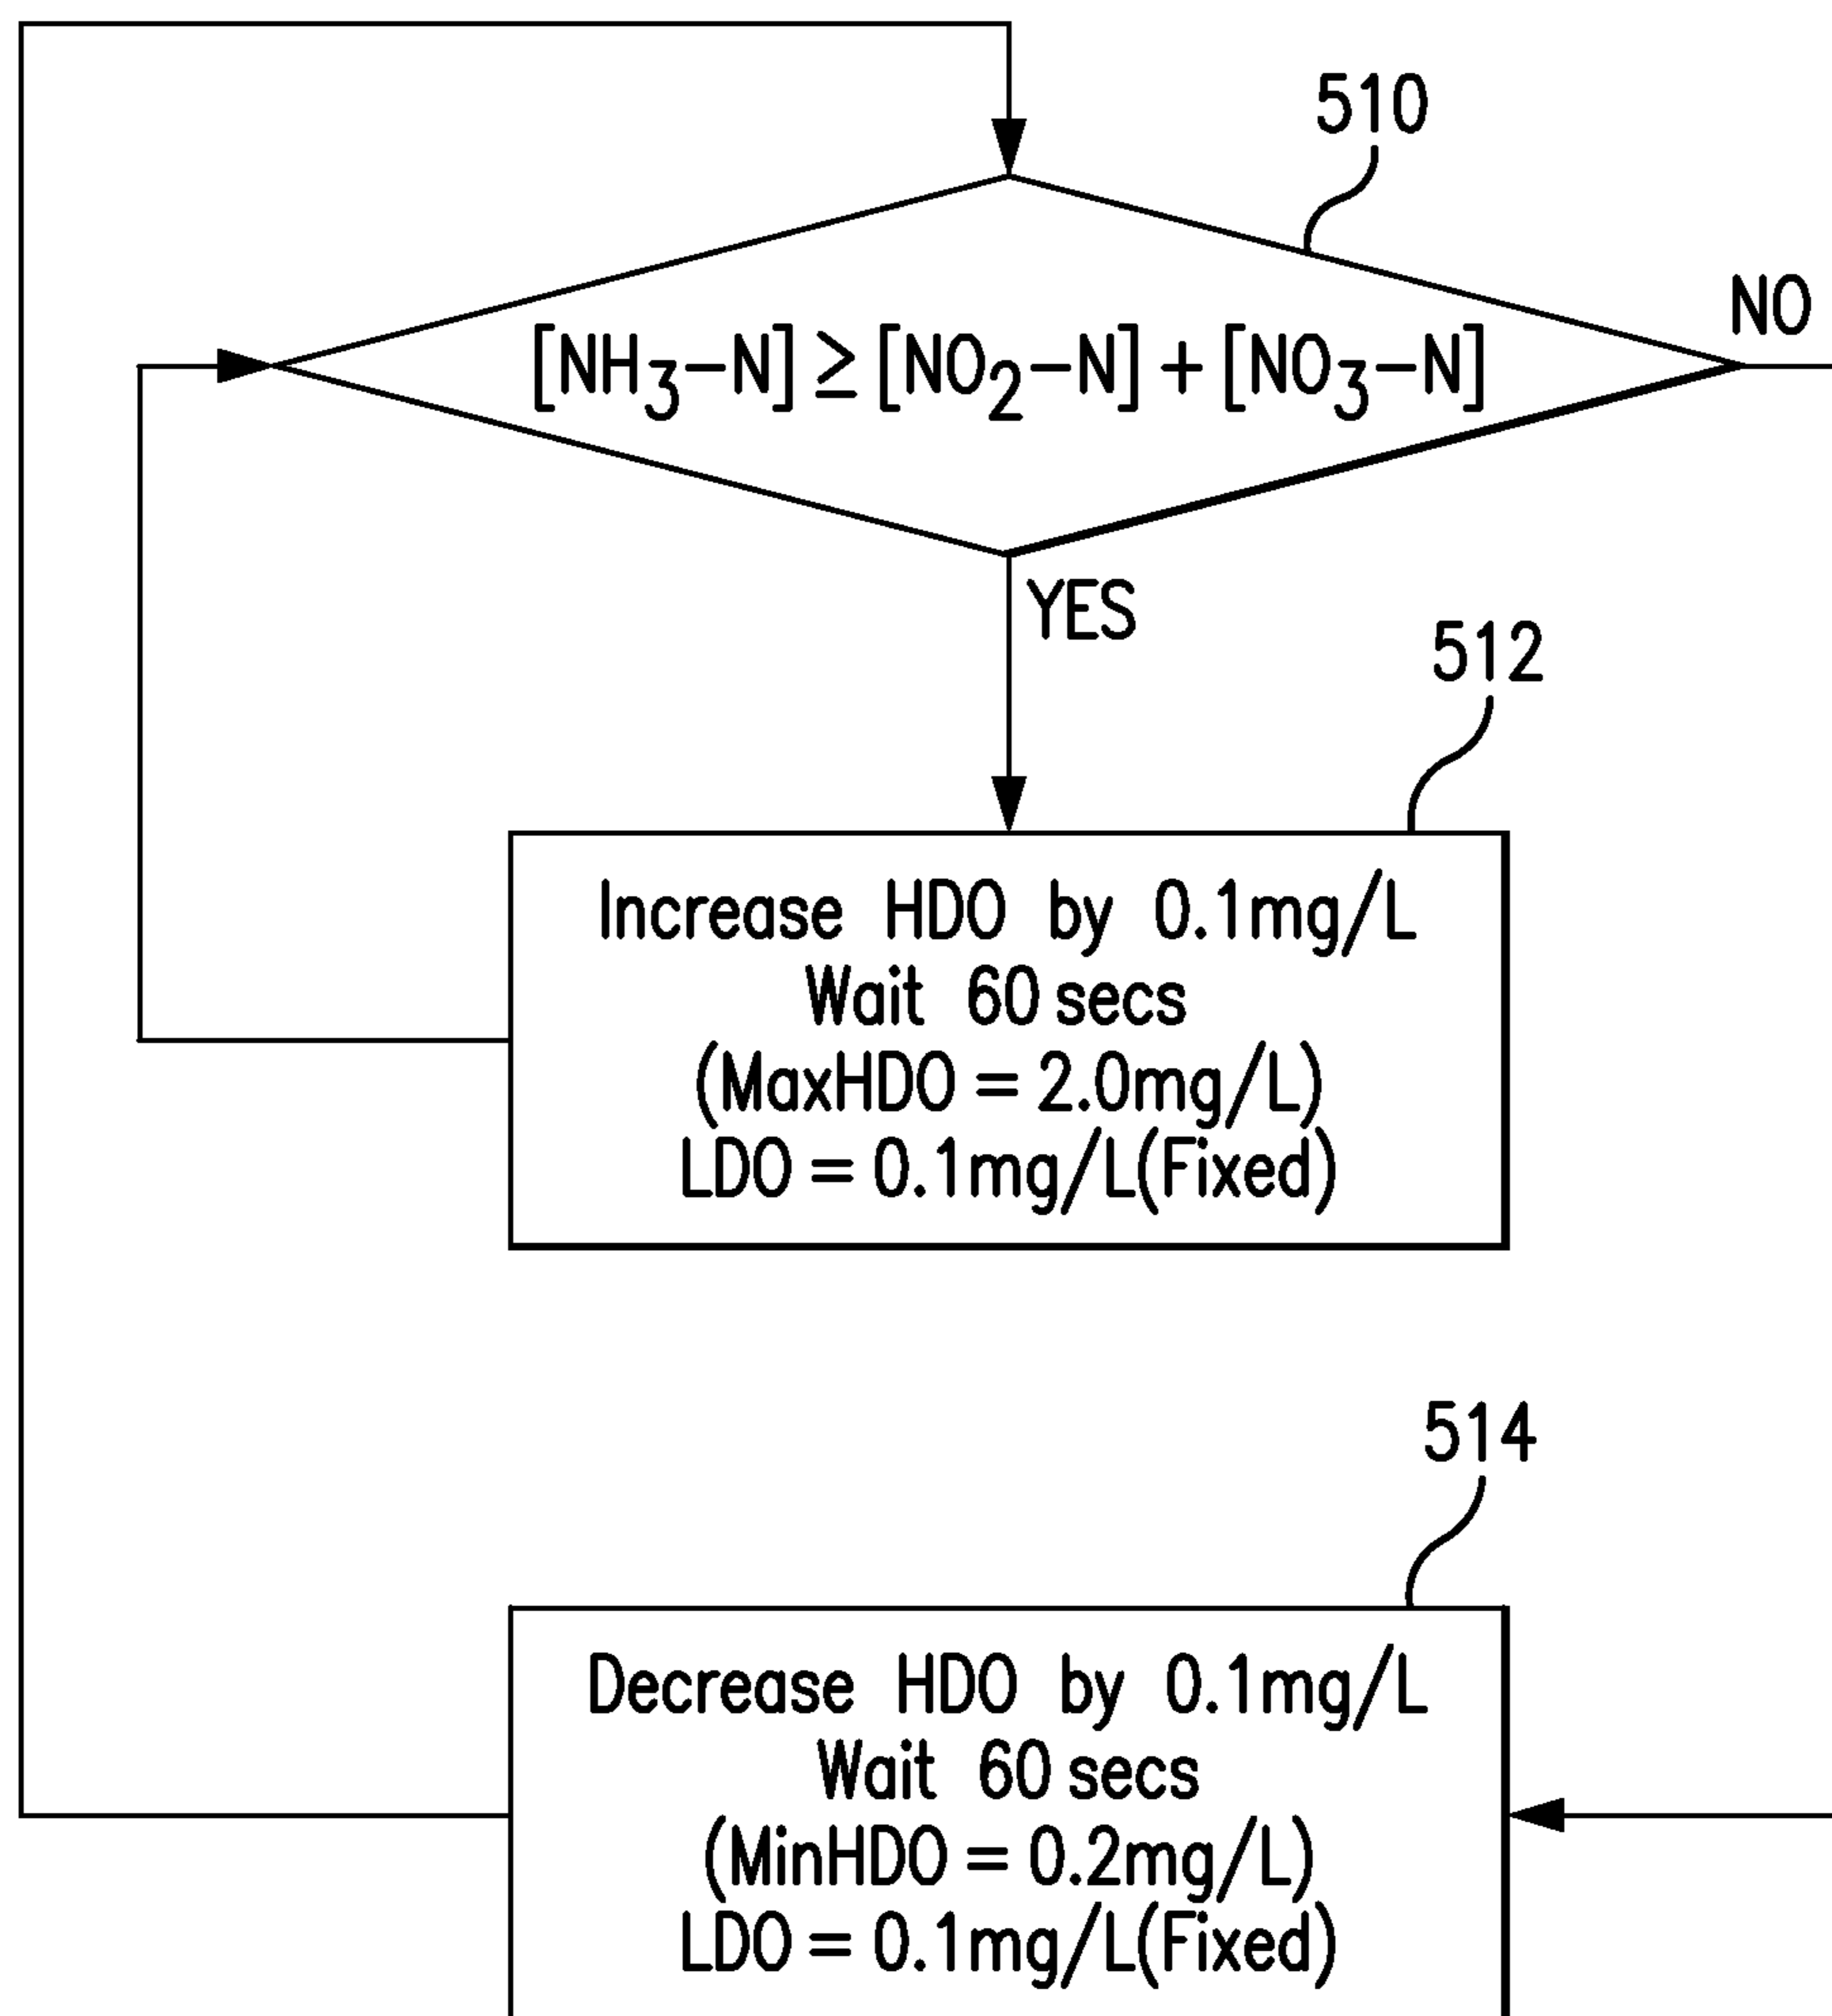 510
NO
[NH₃−N] ≥ [NO₂−N] + [NO₃−N]
YES
512
Increase HDO by 0.1mg/L
Wait 60 secs
(MaxHDO = 2.0mg/L)
LDO = 0.1mg/L(Fixed)
514
Decrease HDO by 0.1mg/L
Wait 60 secs
(MinHDO = 0.2mg/L)
LDO = 0.1mg/L(Fixed)